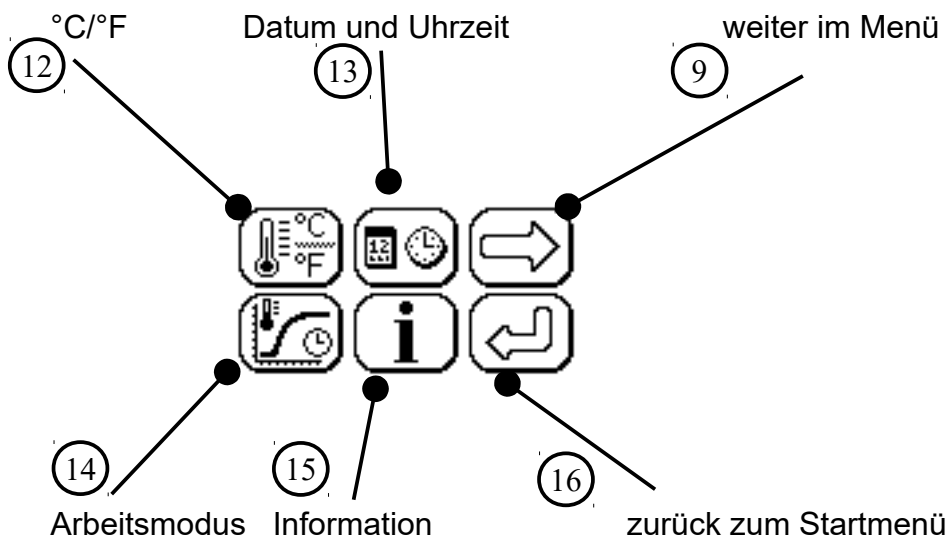 °C/°F Datum und Uhrzeit weiter im Menü
12 13 9
°C
°F
12
i
14 15 16
Arbeitsmodus Information zurück zum Startmenü